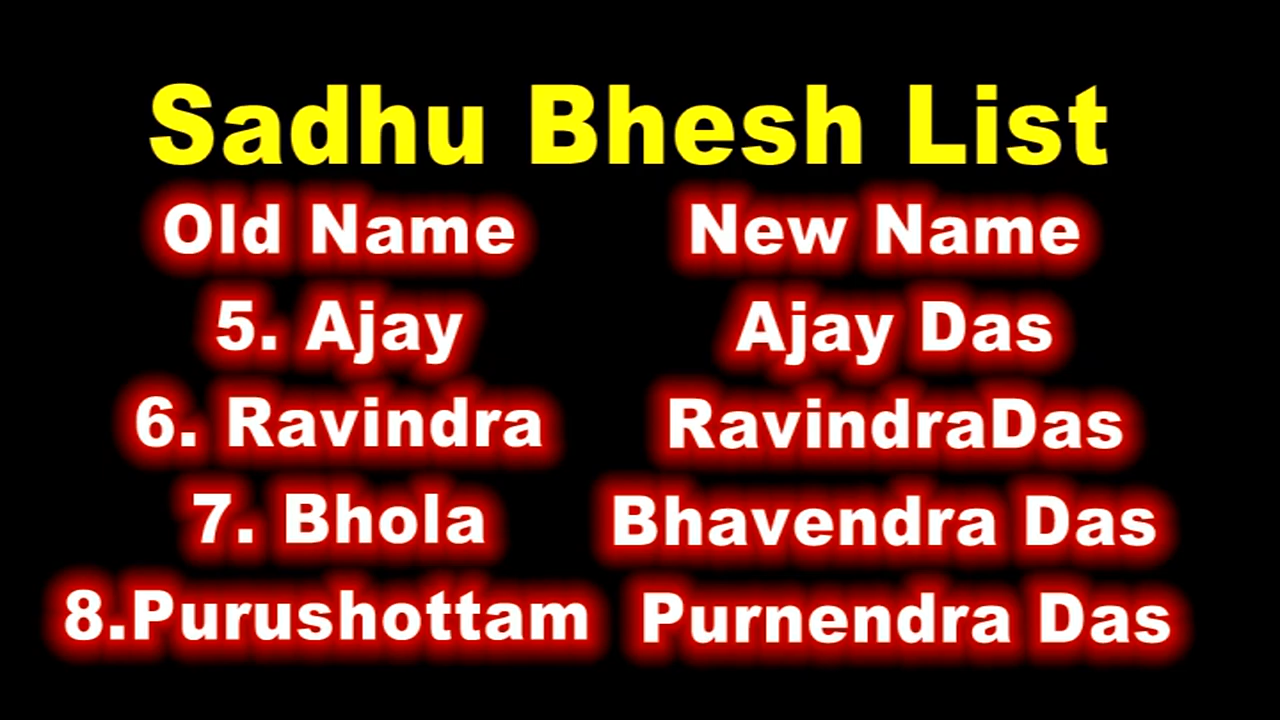 Sadhu Bhesh List
Old Name New Name
5. Ajay Ajay Das
6. Ravindra RavindraDas
7. Bhola Bhavendra Das
8.Purushottam Purnendra Das